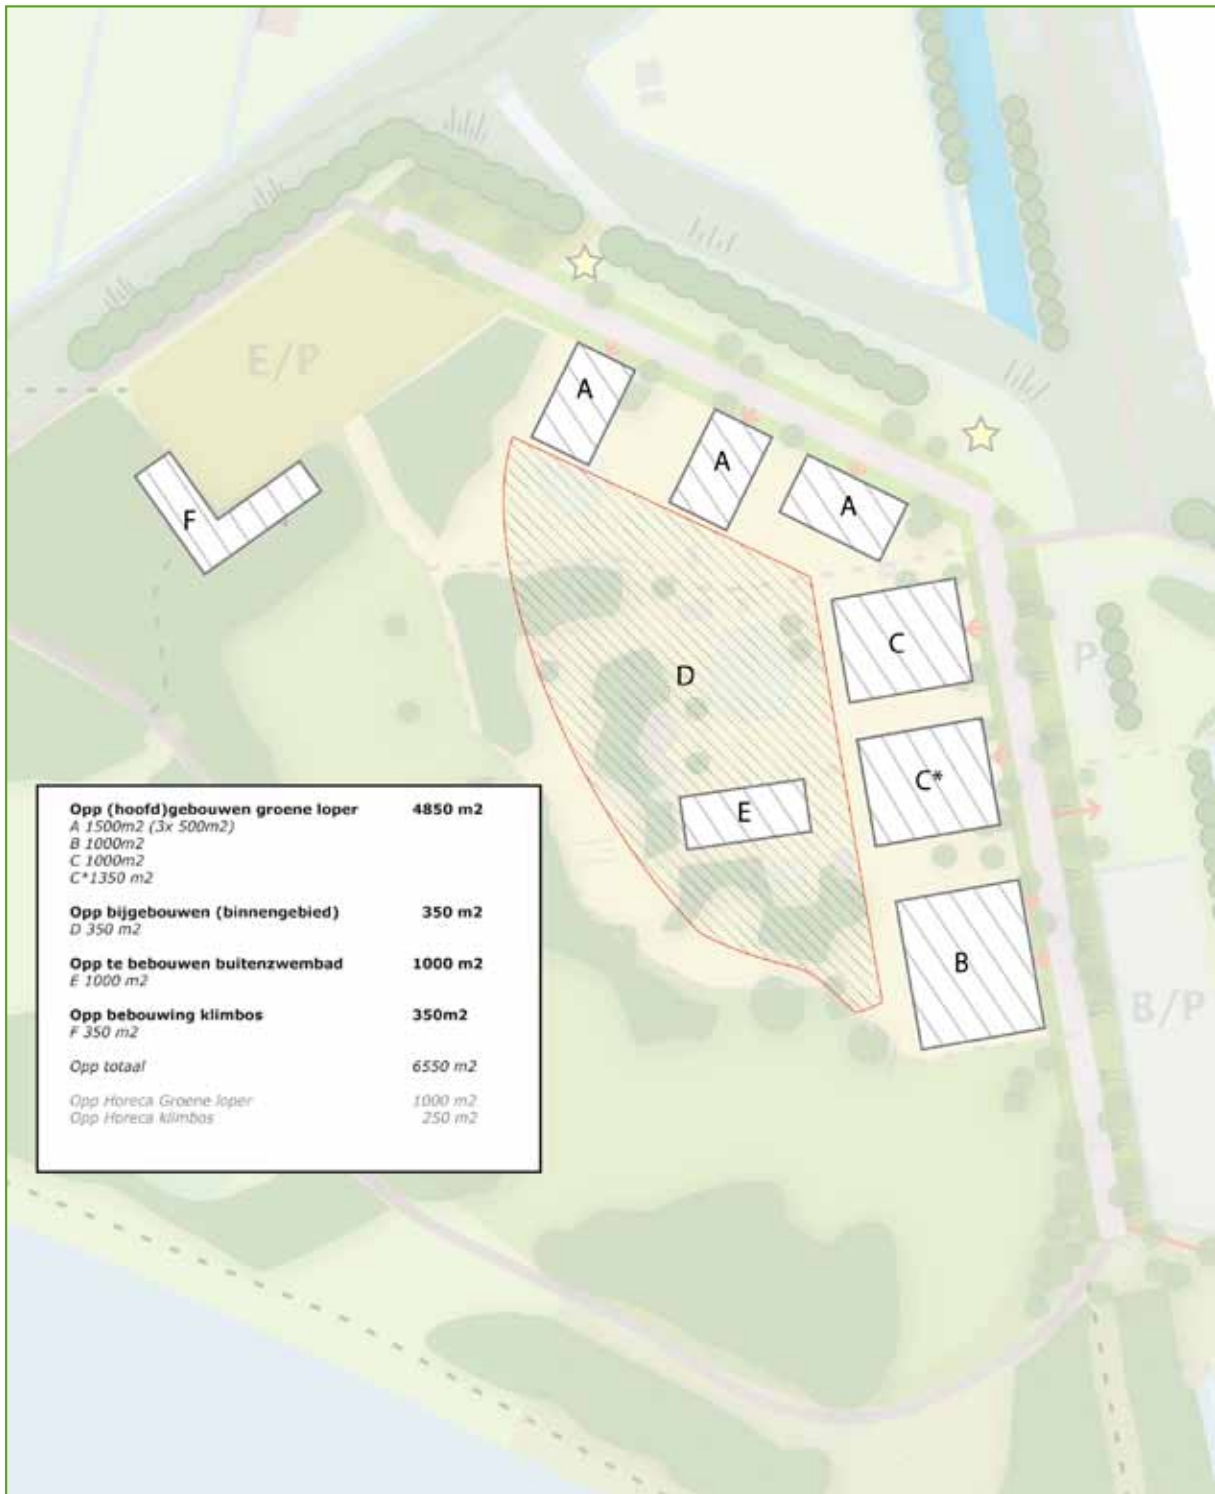 E/P
A
A
A
F
C
P
D
C*
E
B
B/P
Opp (hoofd)gebouwen groene loper 4850 m2
A 1500m2 (3x 500m2)
B 1000m2
C 1000m2
C*1350 m2
Opp bijgebouwen (binnengebied) 350 m2
D 350 m2
Opp te bebouwen buitenzwembad 1000 m2
E 1000 m2
Opp bebouwing klimbos 350m2
F 350 m2
Opp totaal 6550 m2
Opp Horeca Groene loper 1000 m2
Opp Horeca klimbos 250 m2